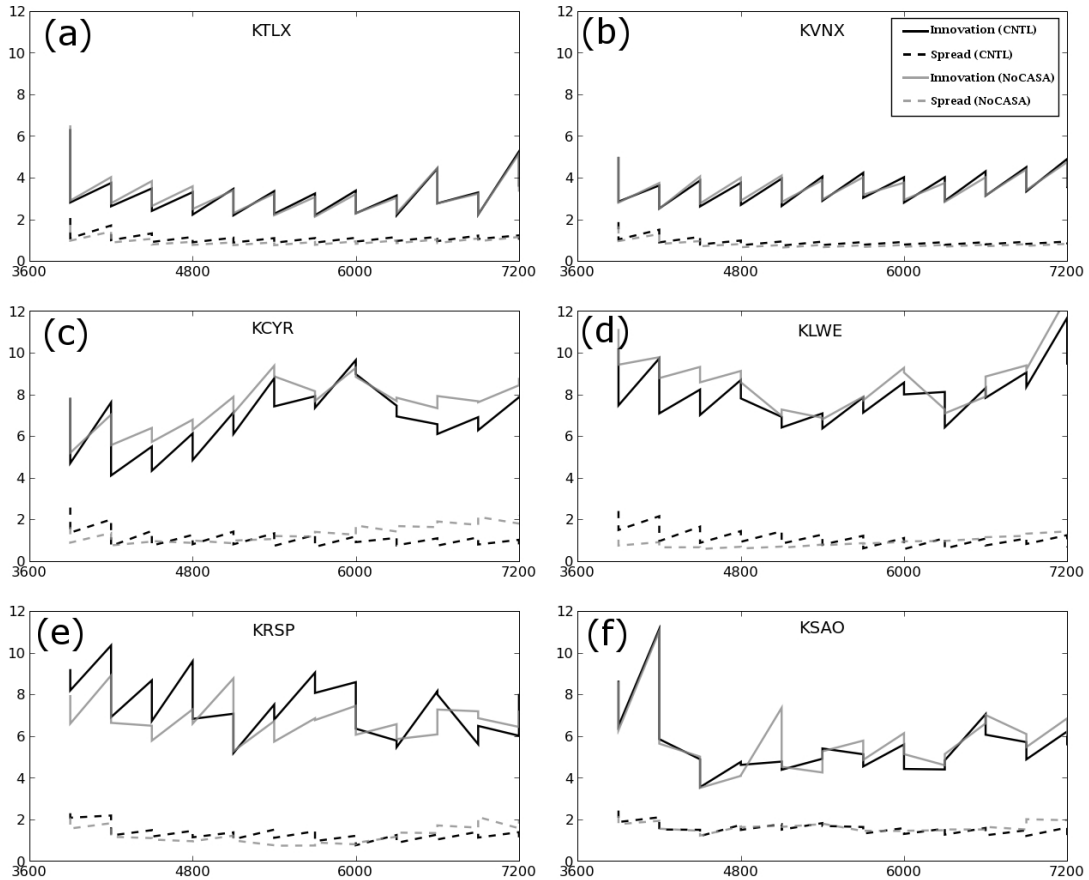 (a) KTLX
12
10
8
6
4
2
0
3600 4800 6000 7200
(b) KVNX
Innovation (CNTL)
Spread (CNTL)
Innovation (NoCASA)
Spread (NoCASA)
12
10
8
6
4
2
0
3600 4800 6000 7200
(c) KCYR
12
10
8
6
4
2
0
3600 4800 6000 7200
(d) KLWE
12
10
8
6
4
2
0
3600 4800 6000 7200
(e) KRSP
12
10
8
6
4
2
0
3600 4800 6000 7200
(f) KSAO
12
10
8
6
4
2
0
3600 4800 6000 7200